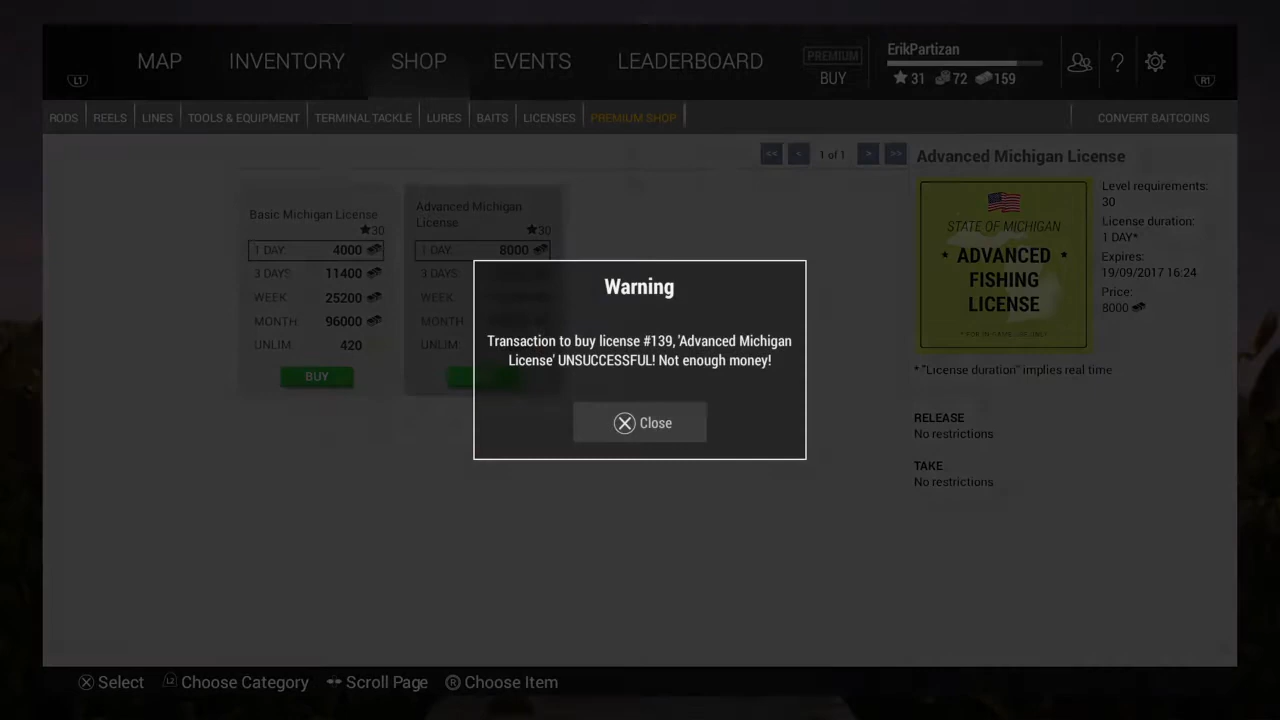 MAP INVENTORY SHOP EVENTS LEADERBOARD
PREMIUM
BUY
ErikPartizan
31 72 159
?
L1
R1
RODS REELS LINES TOOLS & EQUIPMENT TERMINAL TACKLE LURES BAITS LICENSES PREMIUM SHOP CONVERT BAITCOINS
<< < 1 of 1 > >>
Basic Michigan License
30
1 DAY: 4000
3 DAYS: 11400
WEEK: 25200
MONTH: 96000
UNLIM: 420
BUY
Advanced Michigan
License
30
1 DAY: 8000
3 DAYS:
WEEK:
MONTH:
UNLIM:
Warning
Transaction to buy license #139, 'Advanced Michigan
License' UNSUCCESSFUL! Not enough money!
Close
Advanced Michigan License
STATE OF MICHIGAN
ADVANCED
FISHING
LICENSE
Level requirements:
30
License duration:
1 DAY*
Expires:
19/09/2017 16:24
Price:
8000
* "License duration" implies real time
RELEASE
No restrictions
TAKE
No restrictions
Select L2 Choose Category Scroll Page R Choose Item